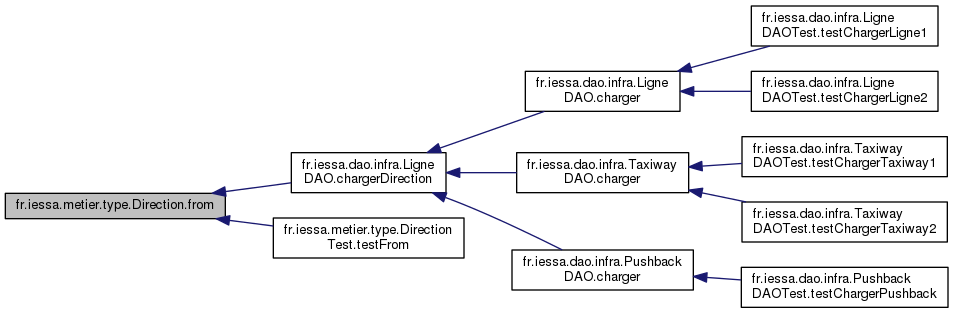 fr.iessa.metier.type.Direction.from
fr.iessa.dao.infra.Ligne
DAO.chargerDirection
fr.iessa.metier.type.Direction
Test.testFrom
fr.iessa.dao.infra.Ligne
DAO.charger
fr.iessa.dao.infra.Taxiway
DAO.charger
fr.iessa.dao.infra.Pushback
DAO.charger
fr.iessa.dao.infra.Ligne
DAOTest.testChargerLigne1
fr.iessa.dao.infra.Ligne
DAOTest.testChargerLigne2
fr.iessa.dao.infra.Taxiway
DAOTest.testChargerTaxiway1
fr.iessa.dao.infra.Taxiway
DAOTest.testChargerTaxiway2
fr.iessa.dao.infra.Pushback
DAOTest.testChargerPushback